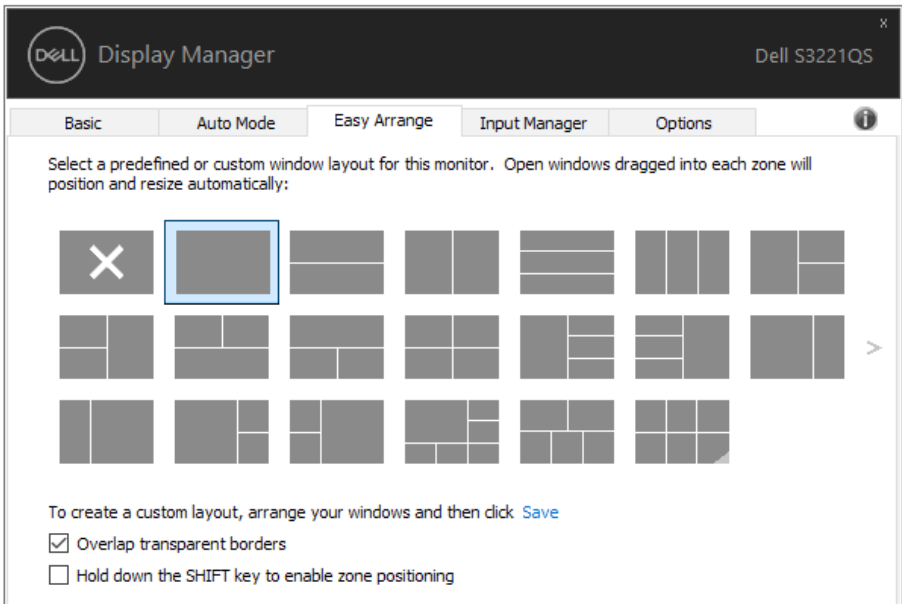 x
DELL Display Manager Dell S3221QS
Basic Auto Mode Easy Arrange Input Manager Options i
Select a predefined or custom window layout for this monitor. Open windows dragged into each zone will
position and resize automatically:
>
To create a custom layout, arrange your windows and then click Save
Overlap transparent borders
Hold down the SHIFT key to enable zone positioning